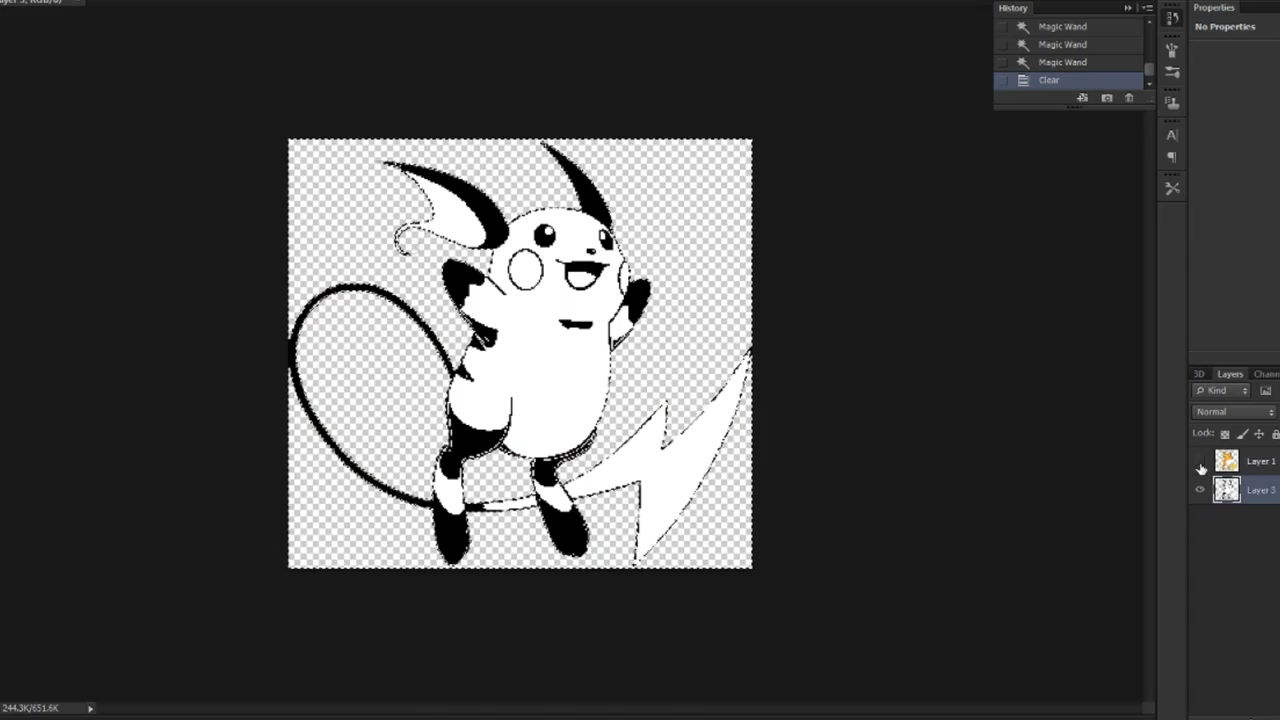 History
Properties
Magic Wand
No Properties
Magic Wand
Magic Wand
Clear
3D Layers Chann
Kind
Normal
Lock:
Layer 1
Layer 3
244.3K/651.6K